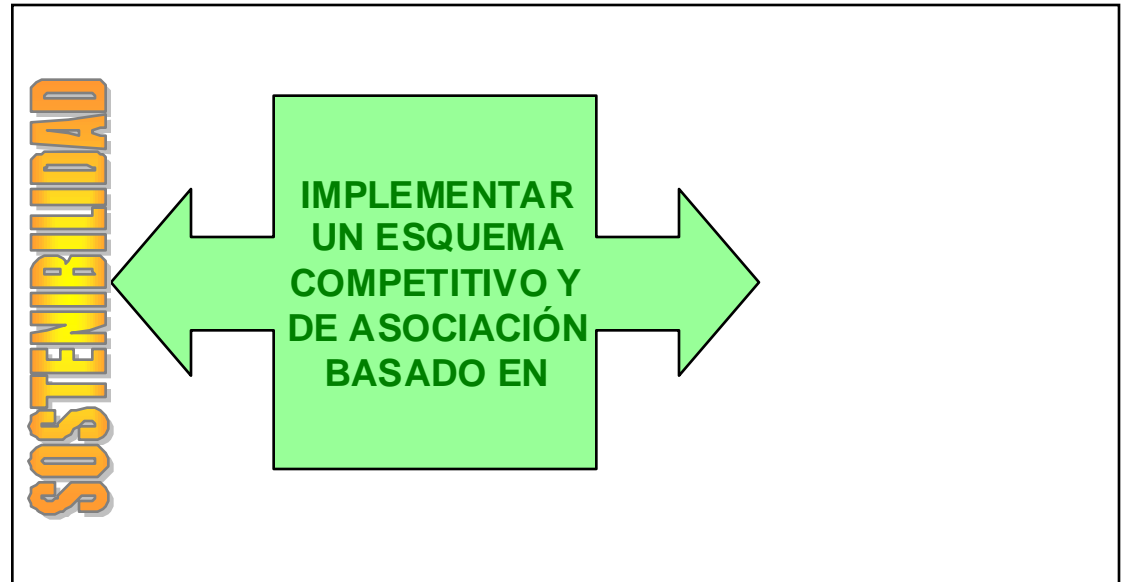 SOSTENIBILIDAD
IMPLEMENTAR
UN ESQUEMA
COMPETITIVO Y
DE ASOCIACIÓN
BASADO EN